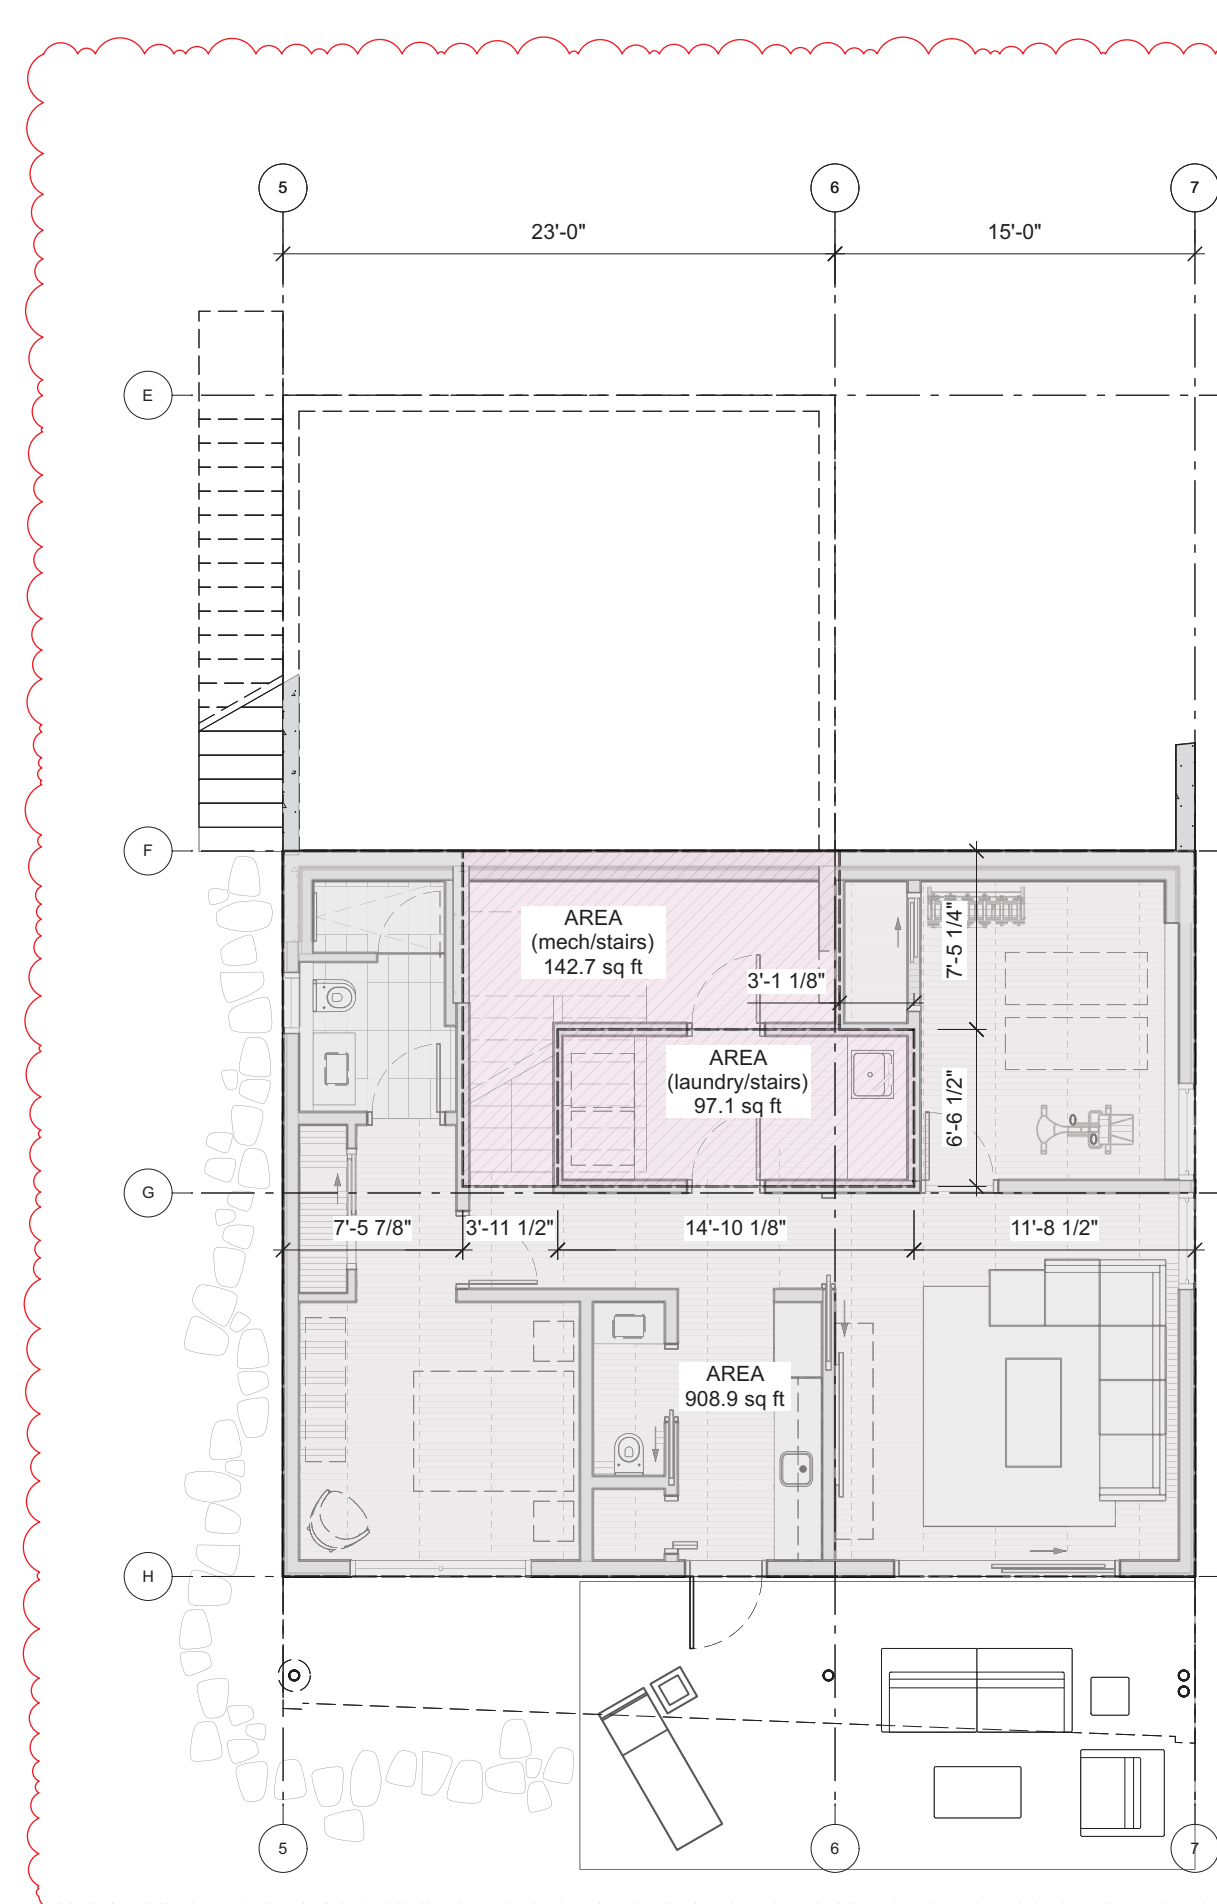 5
6
7
23'-0"
15'-0"
E
F
AREA
(mech/stairs)
142.7 sq ft
7'-5 1/4"
3'-1 1/8"
AREA
(laundry/stairs)
97.1 sq ft
6'-6 1/2"
G
7'-5 7/8"
3'-11 1/2"
14'-10 1/8"
11'-8 1/2"
AREA
908.9 sq ft
H
5
6
7